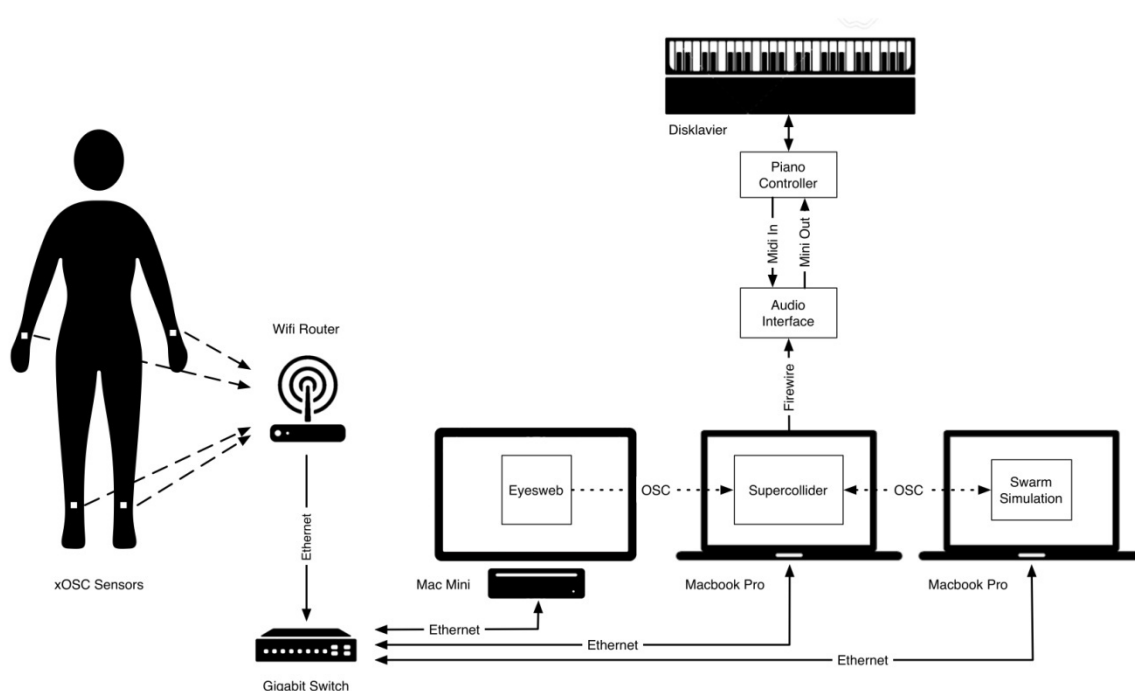 Disklavier
Piano
Controller
Midi In
Mini Out
Audio
Interface
Firewire
Wifi Router
Ethernet
Eyesweb
OSC
Supercollider
OSC
Swarm
Simulation
xOSC Sensors
Mac Mini
Macbook Pro
Macbook Pro
Ethernet
Ethernet
Ethernet
Gigabit Switch